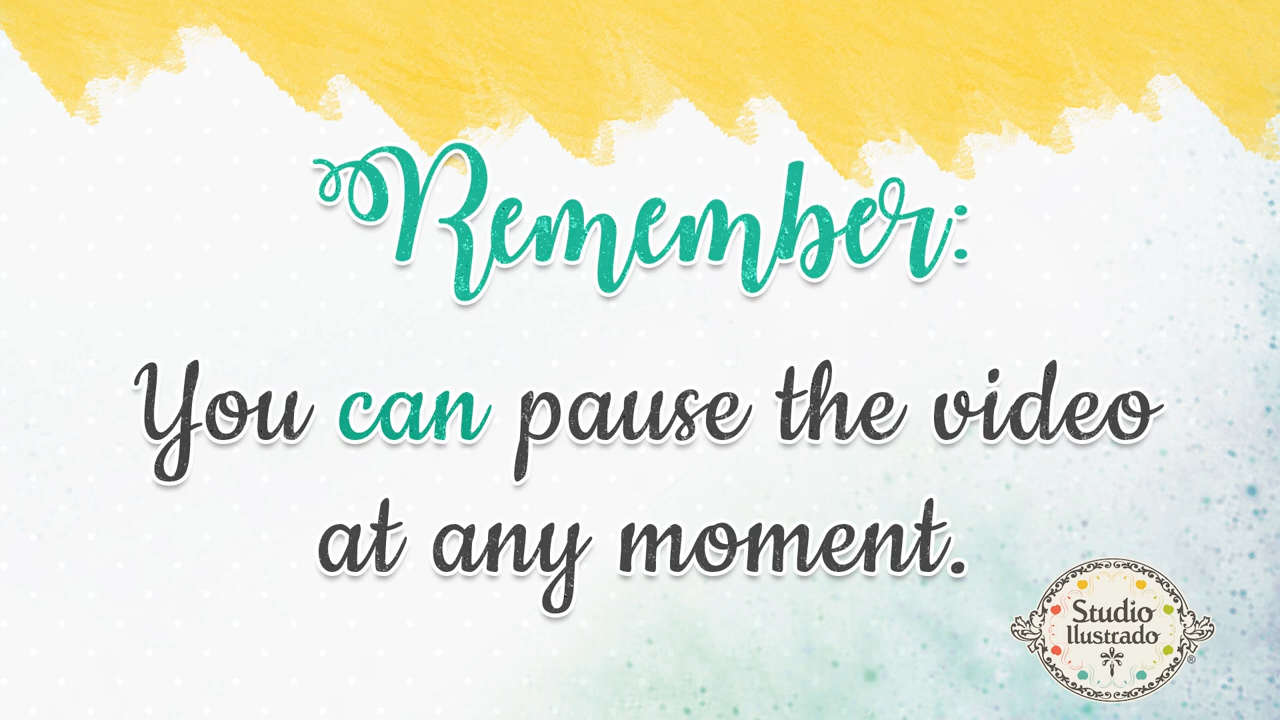 Remember:
You can pause the video
at any moment.
Studio
Ilustrado
®